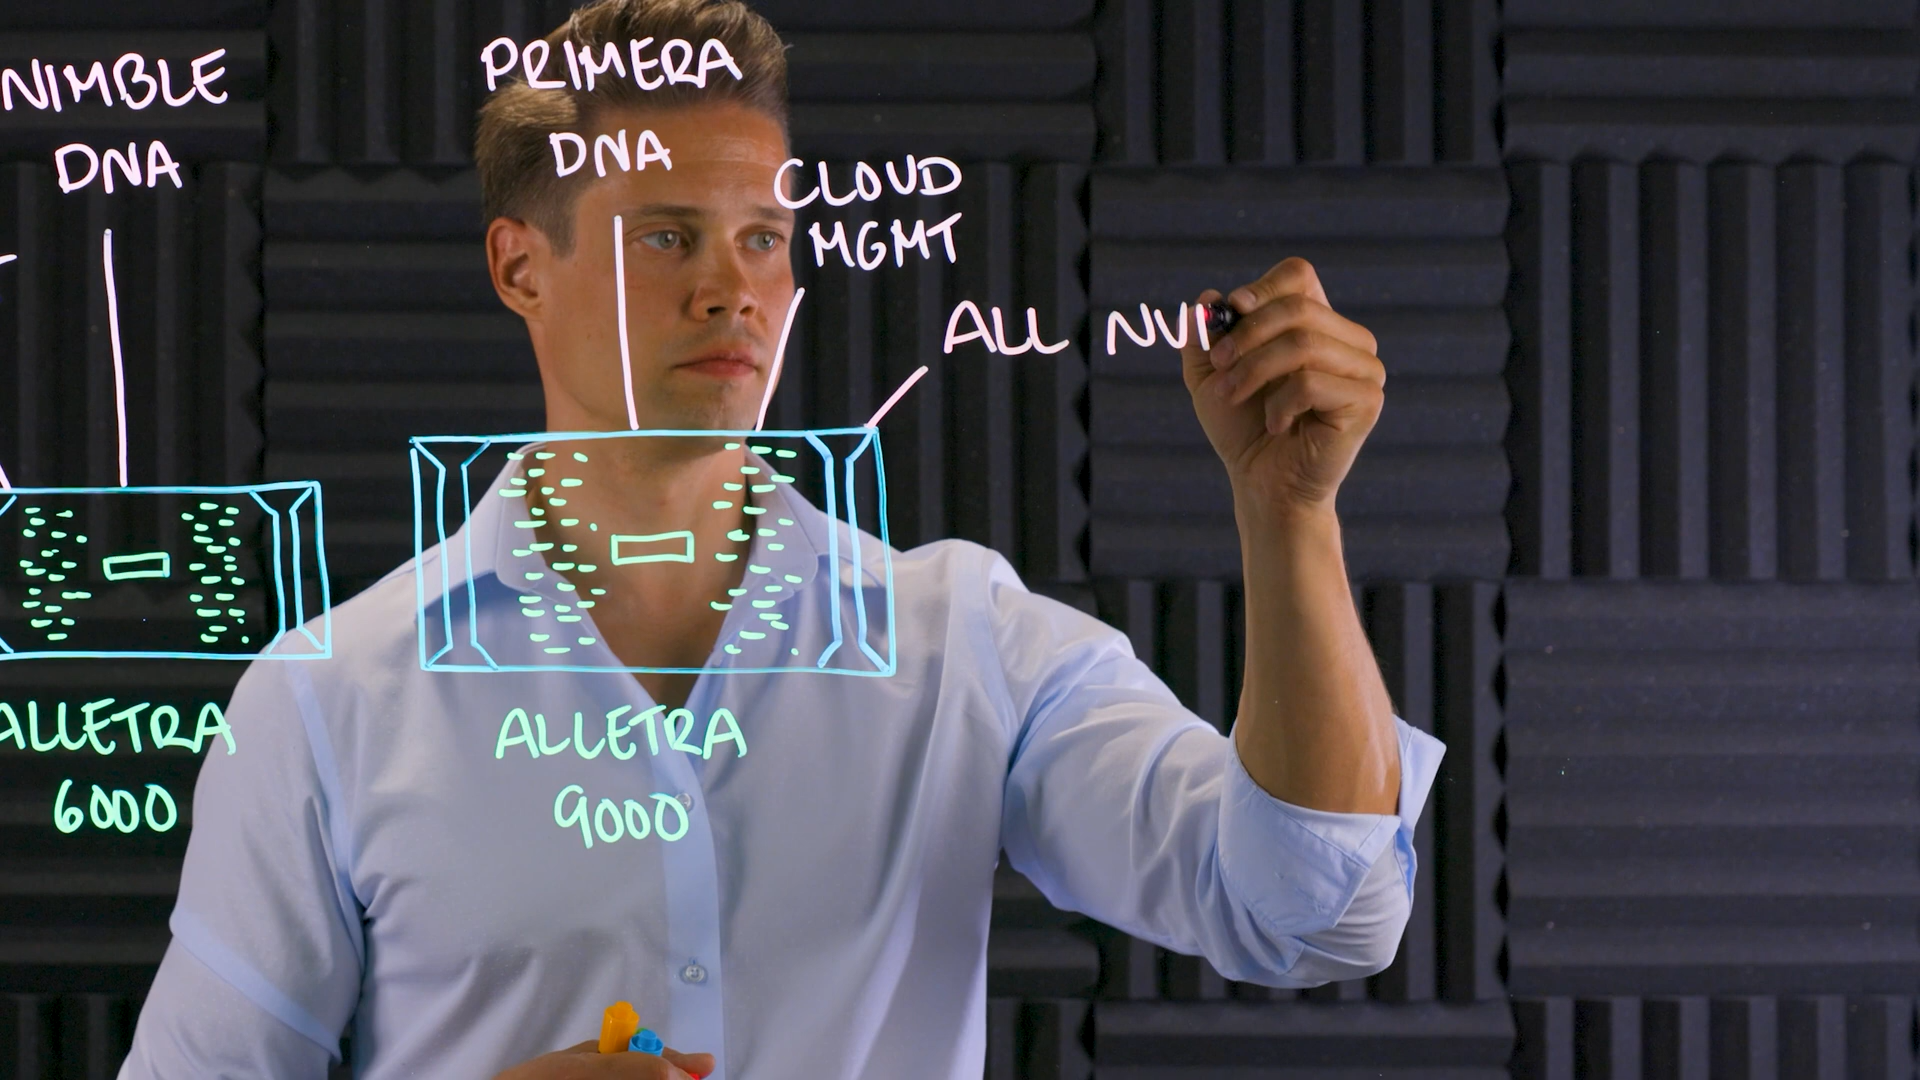 NIMBLE
DNA
PRIMERA
DNA
CLOUD
MGMT
ALL NVI
ALLETRA
6000
ALLETRA
9000